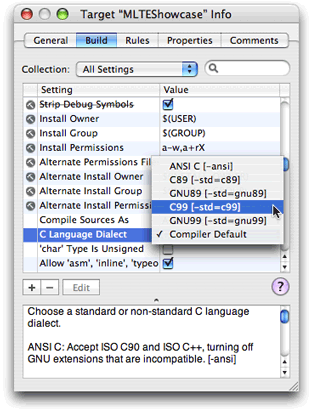 Target “MLTEShowcase” Info
General Build Rules Properties Comments
Collection: All Settings
Setting Value
Strip Debug Symbols
Install Owner $(USER)
Install Group $(GROUP)
Install Permissions a-w,a+rX
Alternate Permissions Fil
Alternate Install Owner
Alternate Install Group
Alternate Install Permissi
Compile Sources As
C Language Dialect
'char' Type Is Unsigned
Allow 'asm', 'inline', 'typeo
ANSI C [-ansi]
C89 [-std=c89]
GNU89 [-std=gnu89]
C99 [-std=c99]
GNU99 [-std=gnu99]
✓ Compiler Default
+ − Edit ?
Choose a standard or non-standard C language
dialect.
ANSI C: Accept ISO C90 and ISO C++, turning off
GNU extensions that are incompatible. [-ansi]